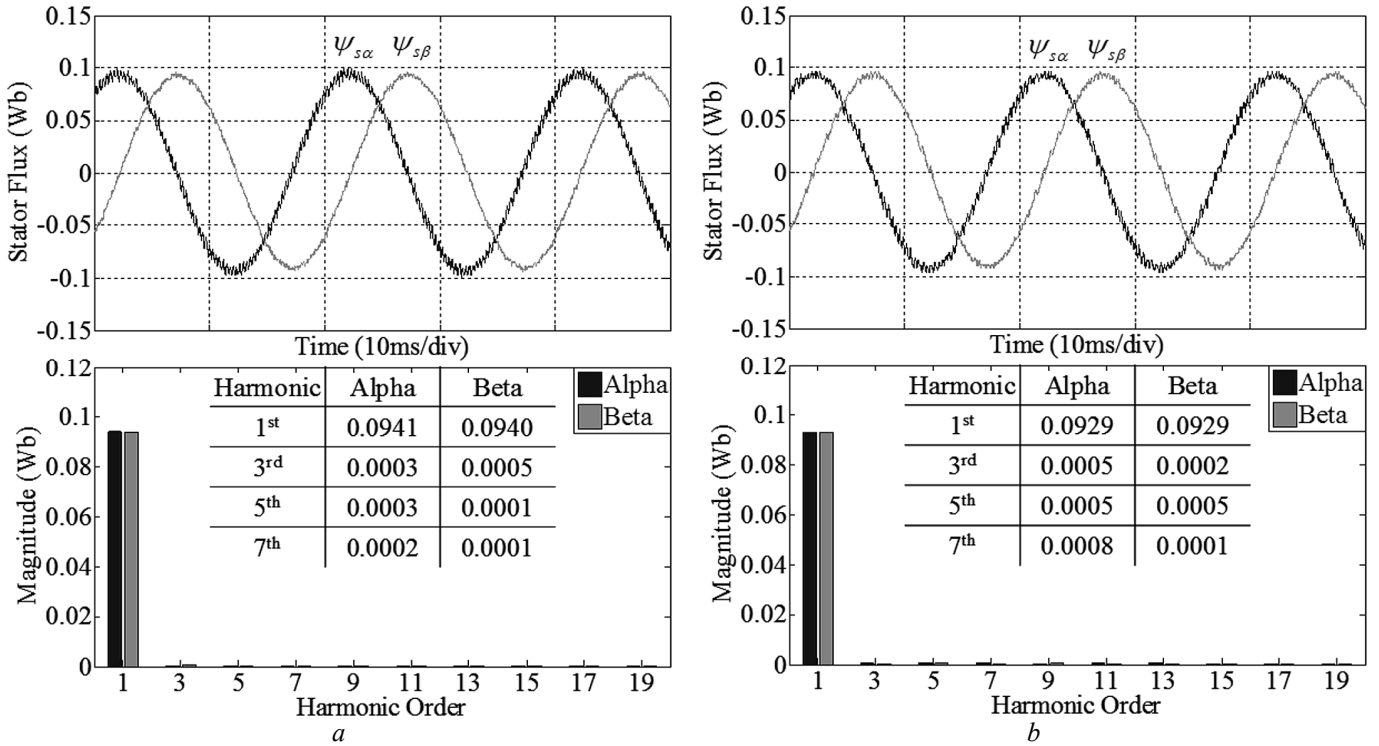 0.15
0.1
0.05
0
-0.05
-0.1
-0.15
Stator Flux (Wb)
ψsα ψsβ
Time (10ms/div)
0.12
0.1
0.08
0.06
0.04
0.02
0
Magnitude (Wb)
Harmonic Alpha Beta
1st 0.0941 0.0940
3rd 0.0003 0.0005
5th 0.0003 0.0001
7th 0.0002 0.0001
Alpha
Beta
1 3 5 7 9 11 13 15 17 19
Harmonic Order
a
0.15
0.1
0.05
0
-0.05
-0.1
-0.15
Stator Flux (Wb)
ψsα ψsβ
Time (10ms/div)
0.12
0.1
0.08
0.06
0.04
0.02
0
Magnitude (Wb)
Harmonic Alpha Beta
1st 0.0929 0.0929
3rd 0.0005 0.0002
5th 0.0005 0.0005
7th 0.0008 0.0001
Alpha
Beta
1 3 5 7 9 11 13 15 17 19
Harmonic Order
b